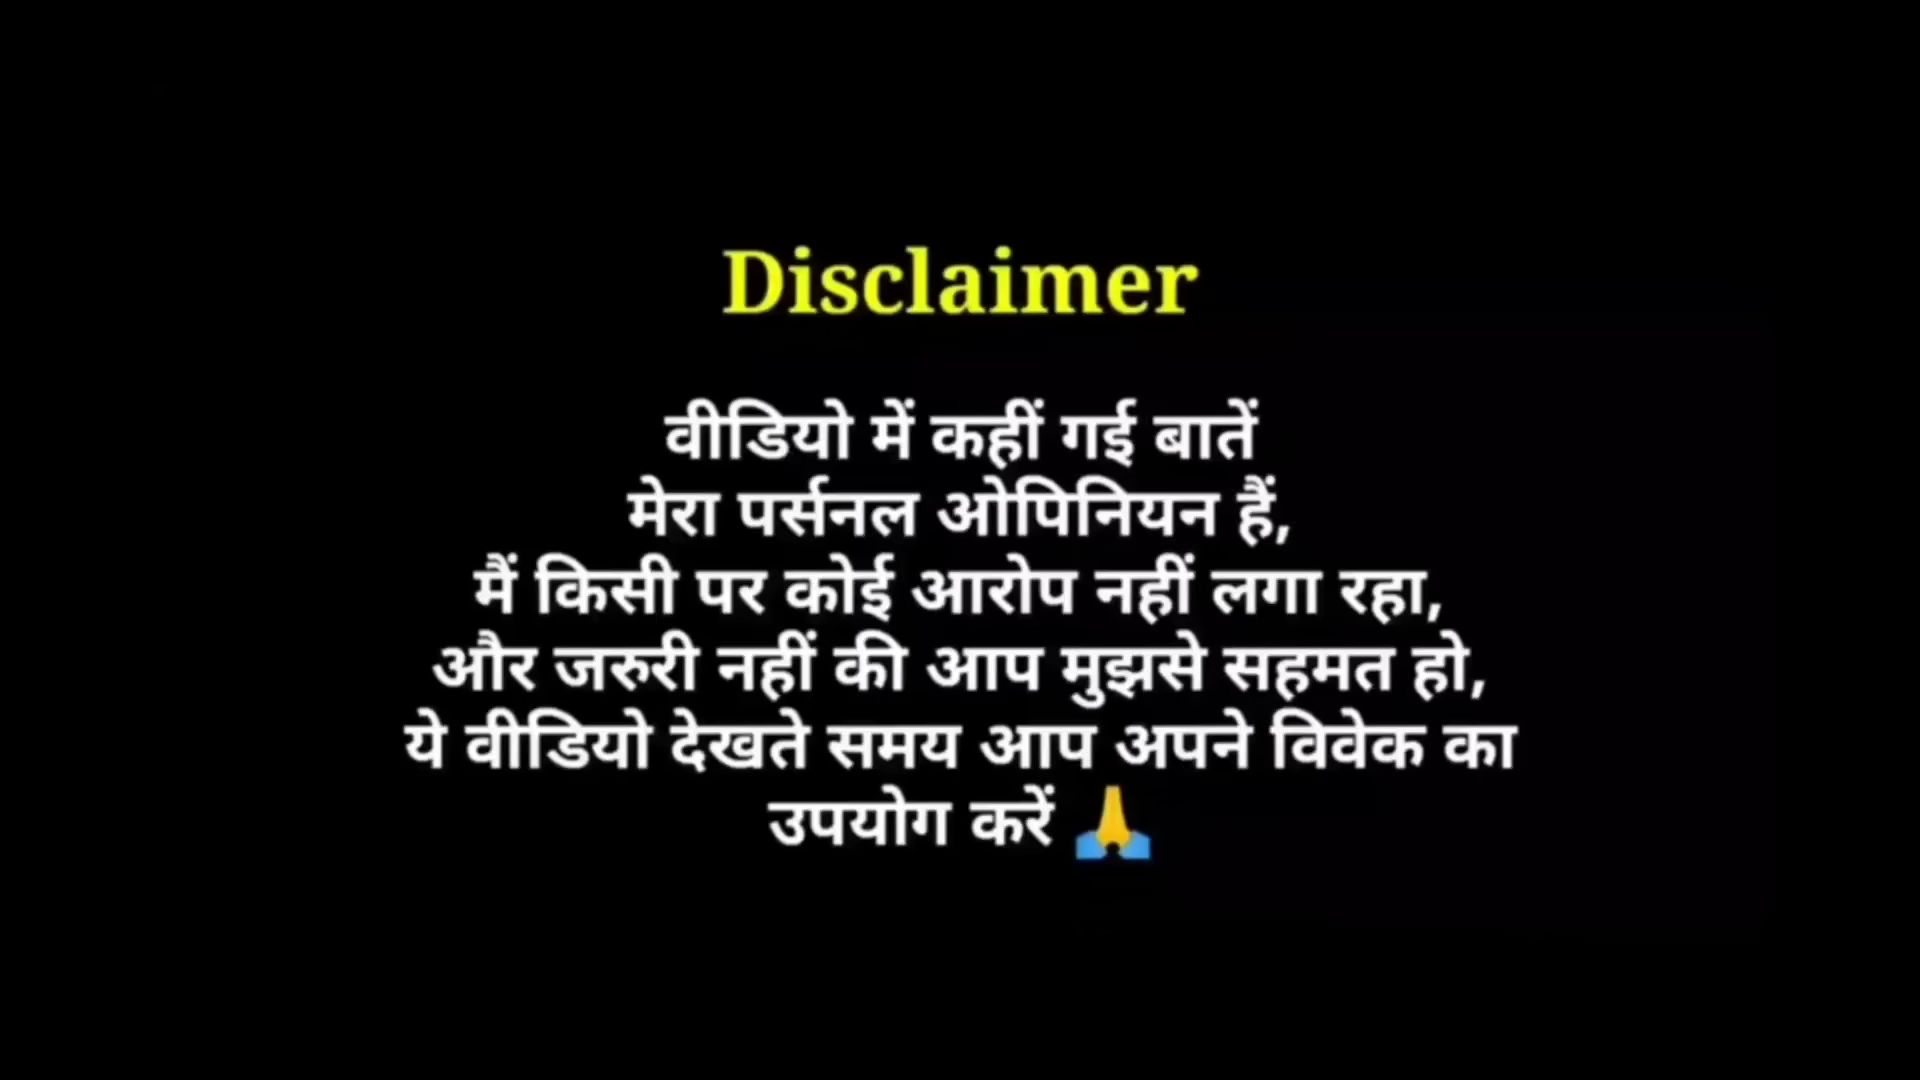 Disclaimer
वीडियो में कहीं गई बातें
मेरा पर्सनल ओपिनियन हैं,
मैं किसी पर कोई आरोप नहीं लगा रहा,
और जरुरी नहीं की आप मुझसे सहमत हो,
ये वीडियो देखते समय आप अपने विवेक का
उपयोग करें 🙏